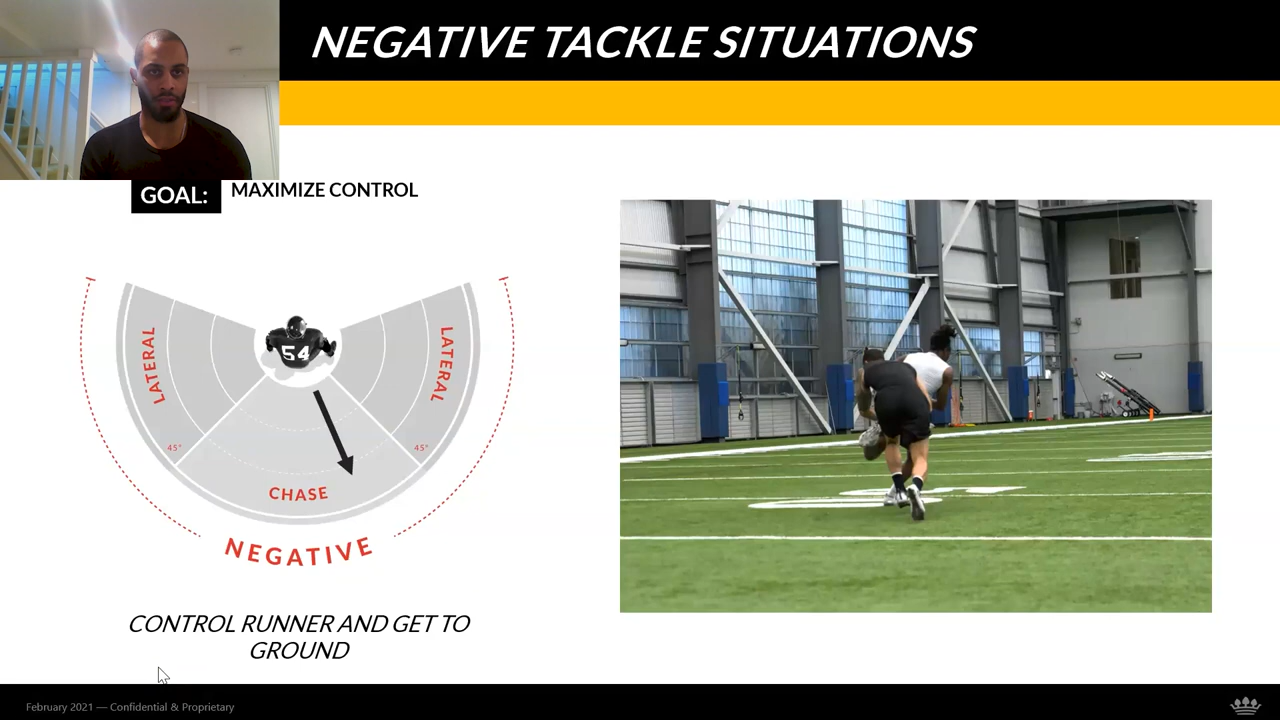 NEGATIVE TACKLE SITUATIONS
GOAL:
MAXIMIZE CONTROL
LATERAL
LATERAL
54
45°
45°
CHASE
NEGATIVE
CONTROL RUNNER AND GET TO
GROUND
February 2021 — Confidential & Proprietary